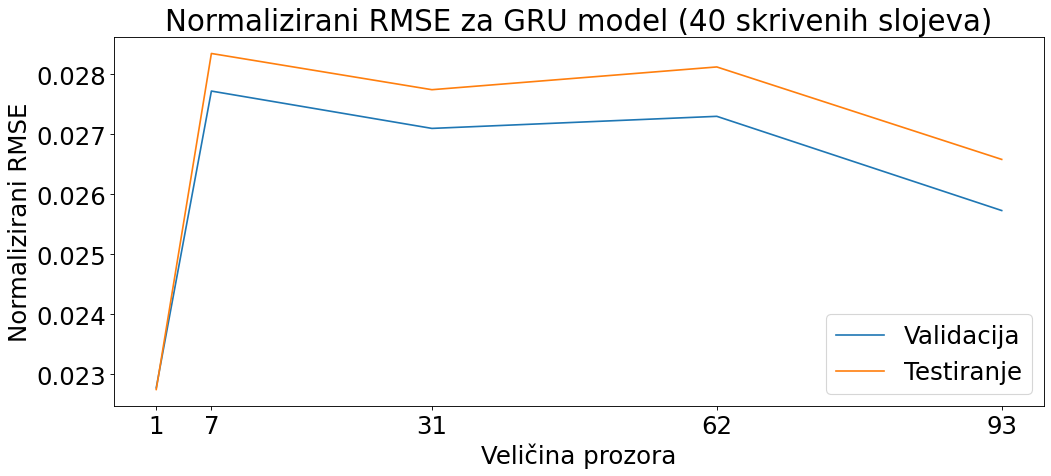 Normalizirani RMSE za GRU model (40 skrivenih slojeva)
Normalizirani RMSE
0.028
0.027
0.026
0.025
0.024
0.023
Validacija
Testiranje
1 7 31 62 93
Veličina prozora